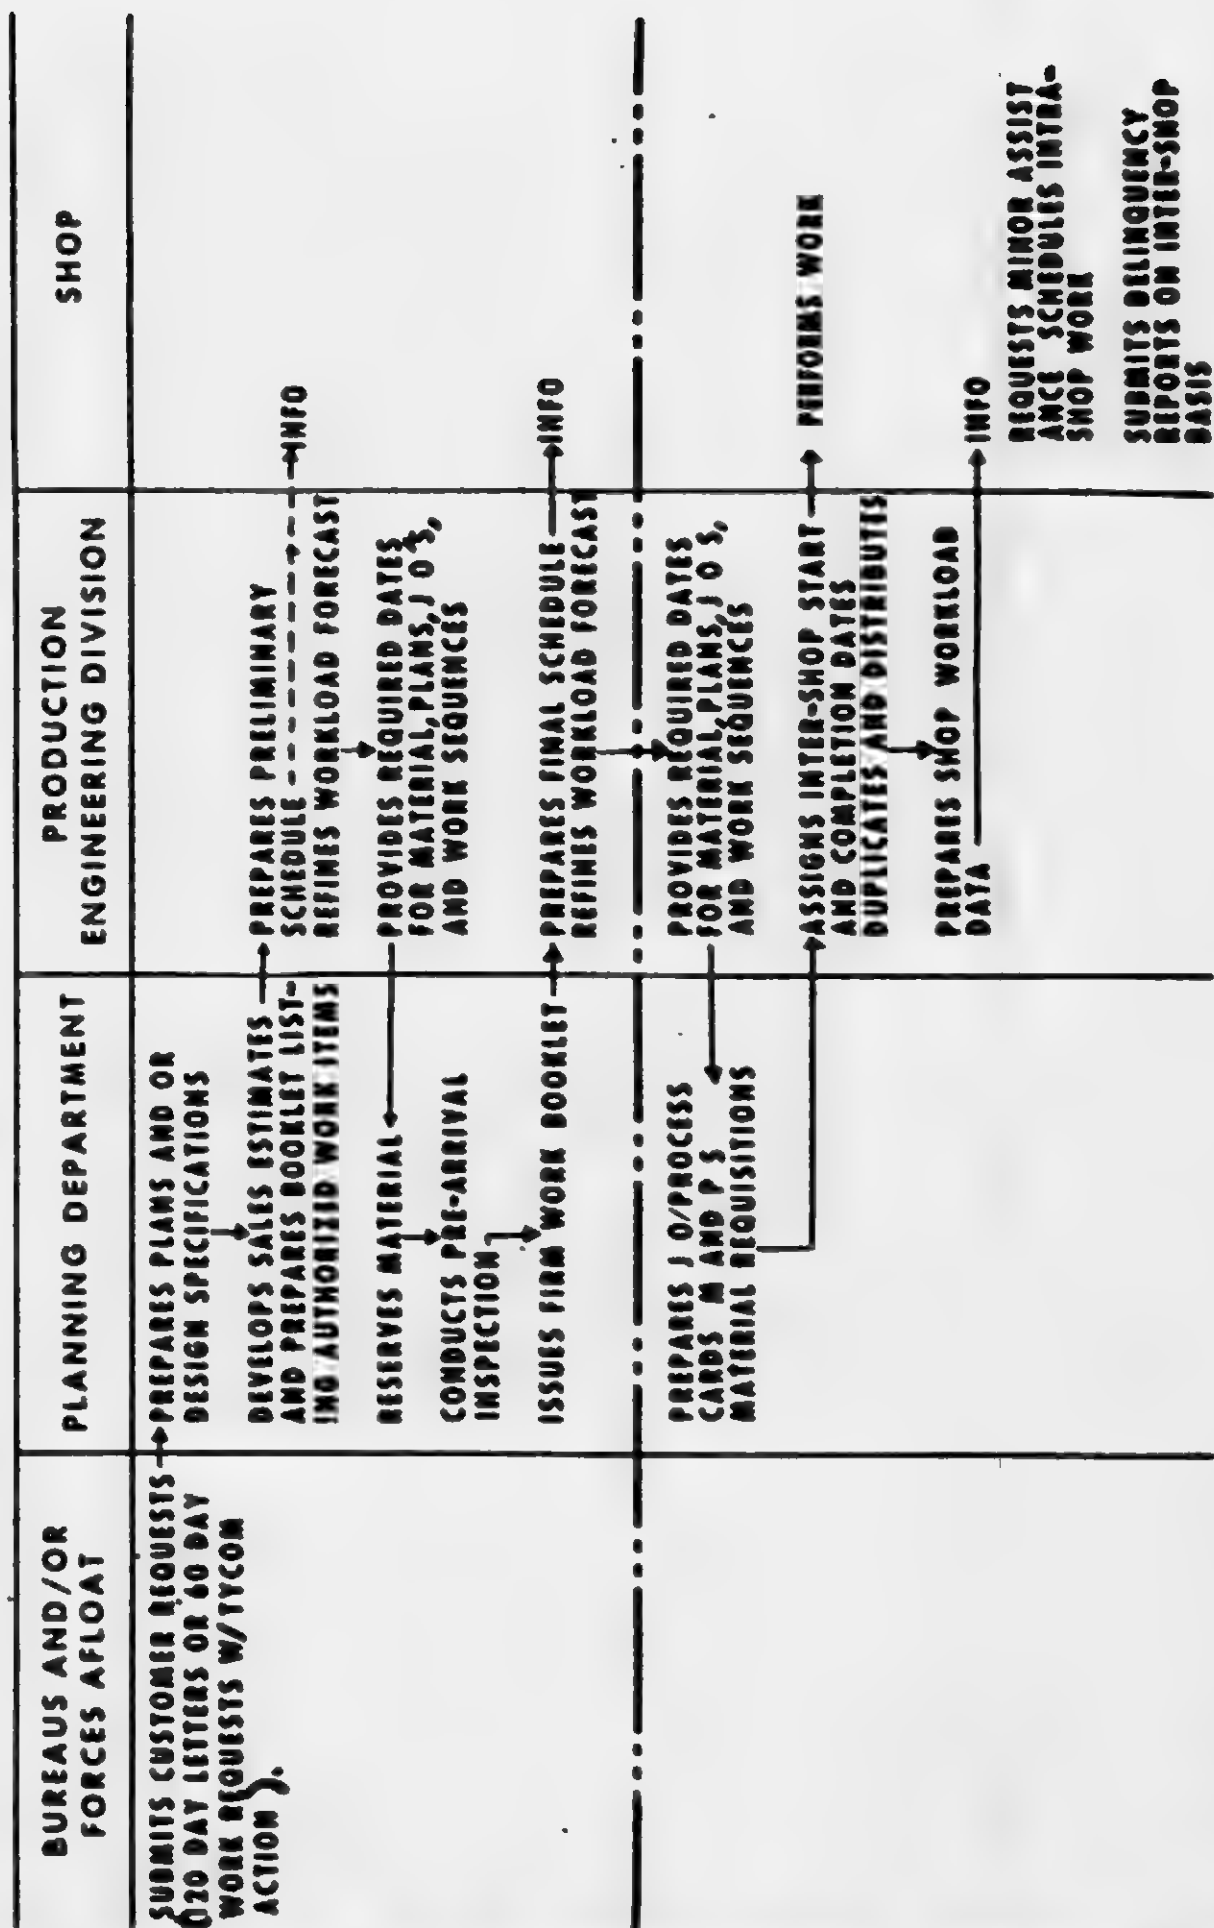 BUREAUS AND/OR
FORCES AFLOAT
PLANNING DEPARTMENT
PRODUCTION
ENGINEERING DIVISION
SHOP
SUBMITS CUSTOMER REQUESTS
(120 DAY LETTERS OR 60 DAY
WORK REQUESTS W/TYCOM
ACTION ).
PREPARES PLANS AND OR
DESIGN SPECIFICATIONS
DEVELOPS SALES ESTIMATES
AND PREPARES BOOKLET LIST-
ING AUTHORIZED WORK ITEMS
PREPARES PRELIMINARY
SCHEDULE
REFINES WORKLOAD FORECAST
INFO
PROVIDES REQUIRED DATES
FOR MATERIAL, PLANS, J O S,
AND WORK SEQUENCES
RESERVES MATERIAL
CONDUCTS PRE-ARRIVAL
INSPECTION
ISSUES FIRM WORK BOOKLET
PREPARES FINAL SCHEDULE
REFINES WORKLOAD FORECAST
INFO
PROVIDES REQUIRED DATES
FOR MATERIAL, PLANS, J O S,
AND WORK SEQUENCES
PREPARES J O/PROCESS
CARDS M AND P S
MATERIAL REQUISITIONS
ASSIGNS INTER-SHOP START
AND COMPLETION DATES
DUPLICATES AND DISTRIBUTES
PERFORMS WORK
PREPARES SHOP WORKLOAD
DATA
INFO
REQUESTS MINOR ASSIST
ANCE SCHEDULES INTRA-
SHOP WORK
SUBMITS DELINQUENCY
REPORTS ON INTER-SHOP
BASIS